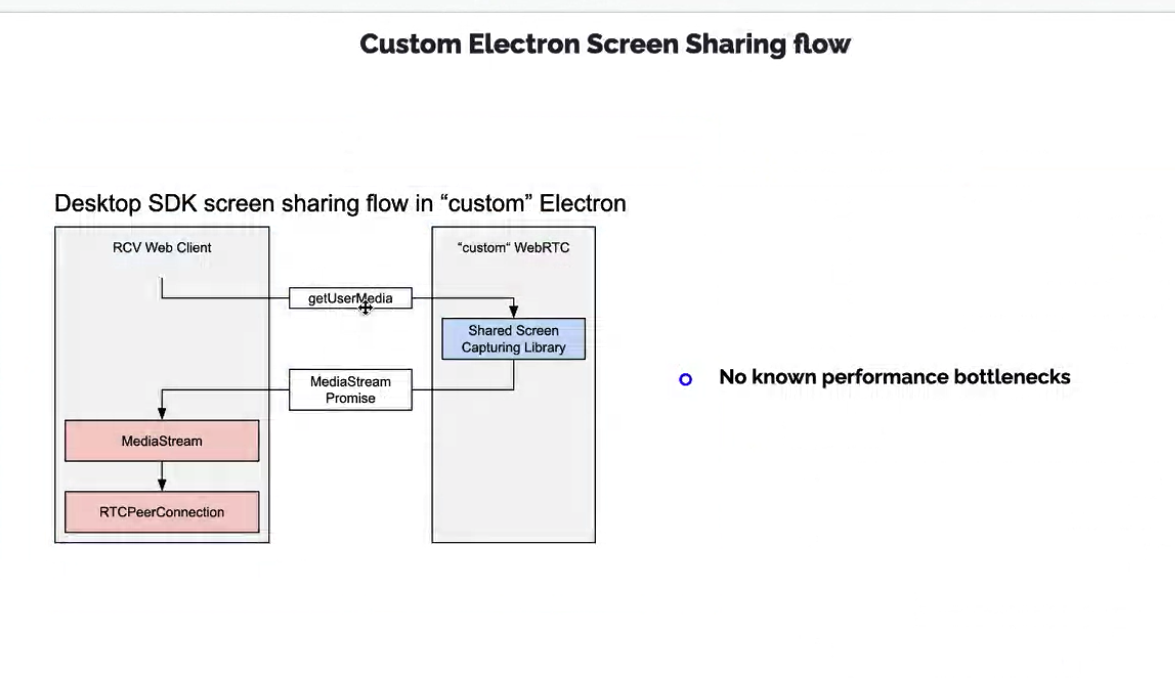 Custom Electron Screen Sharing flow
Desktop SDK screen sharing flow in “custom” Electron
RCV Web Client
“custom“ WebRTC
getUserMedia
Shared Screen
Capturing Library
MediaStream
Promise
MediaStream
RTCPeerConnection
No known performance bottlenecks